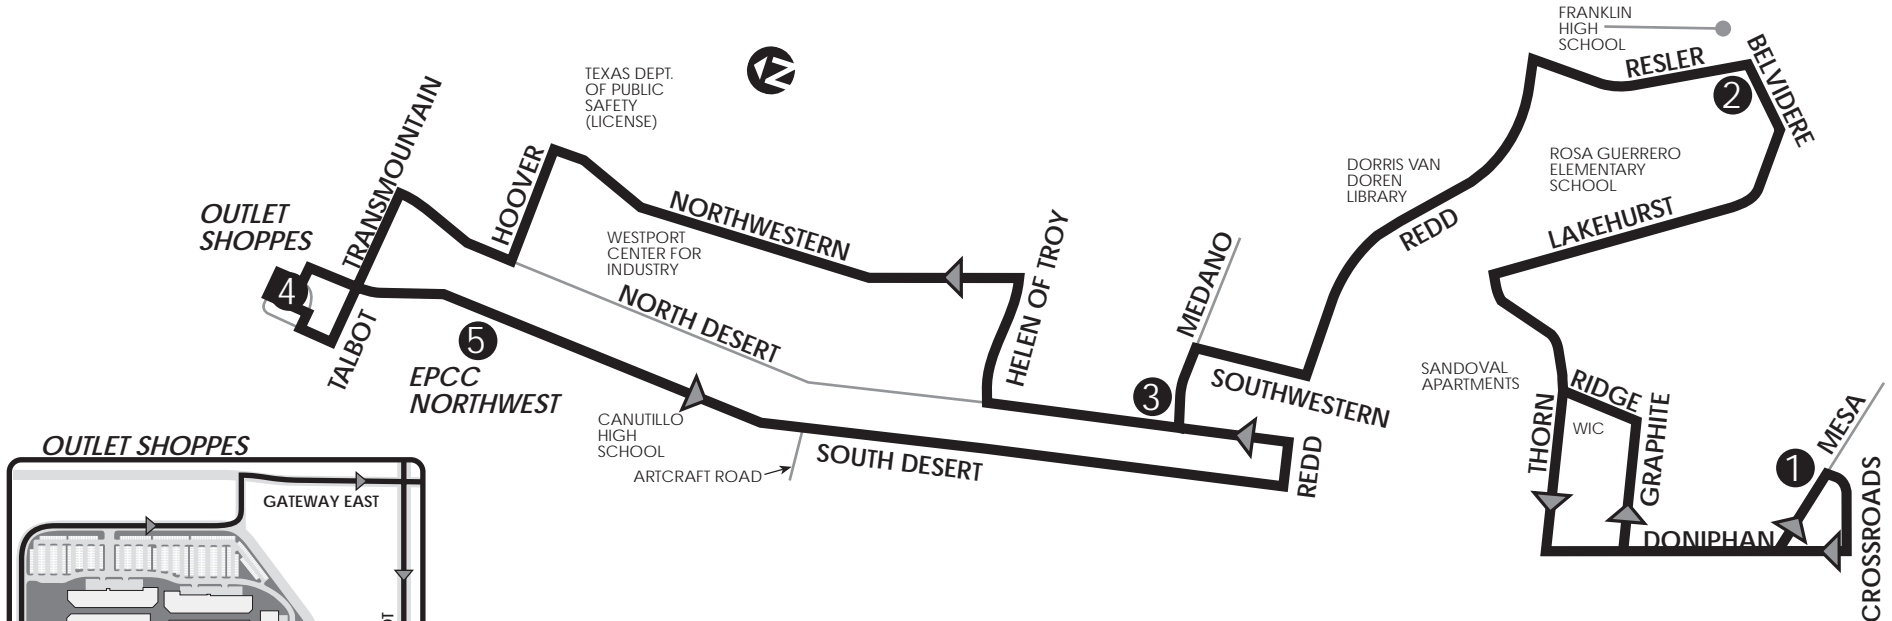 FRANKLIN
HIGH
SCHOOL
RESLER
BELVIDERE
2
TEXAS DEPT.
OF PUBLIC
SAFETY
(LICENSE)
N
TRANSMOUNTAIN
HOOVER
NORTHWESTERN
WESTPORT
CENTER FOR
INDUSTRY
OUTLET
SHOPPES
4
TALBOT
NORTH DESERT
HELEN OF TROY
MEDANO
DORRIS VAN
DOREN
LIBRARY
REDD
ROSA GUERRERO
ELEMENTARY
SCHOOL
LAKEHURST
5
EPCC
NORTHWEST
CANUTILLO
HIGH
SCHOOL
ARTCRAFT ROAD
SOUTH DESERT
3
SOUTHWESTERN
REDD
SANDOVAL
APARTMENTS
RIDGE
WIC
THORN
GRAPHITE
DONIPHAN
1
MESA
CROSSROADS
OUTLET SHOPPES
GATEWAY EAST